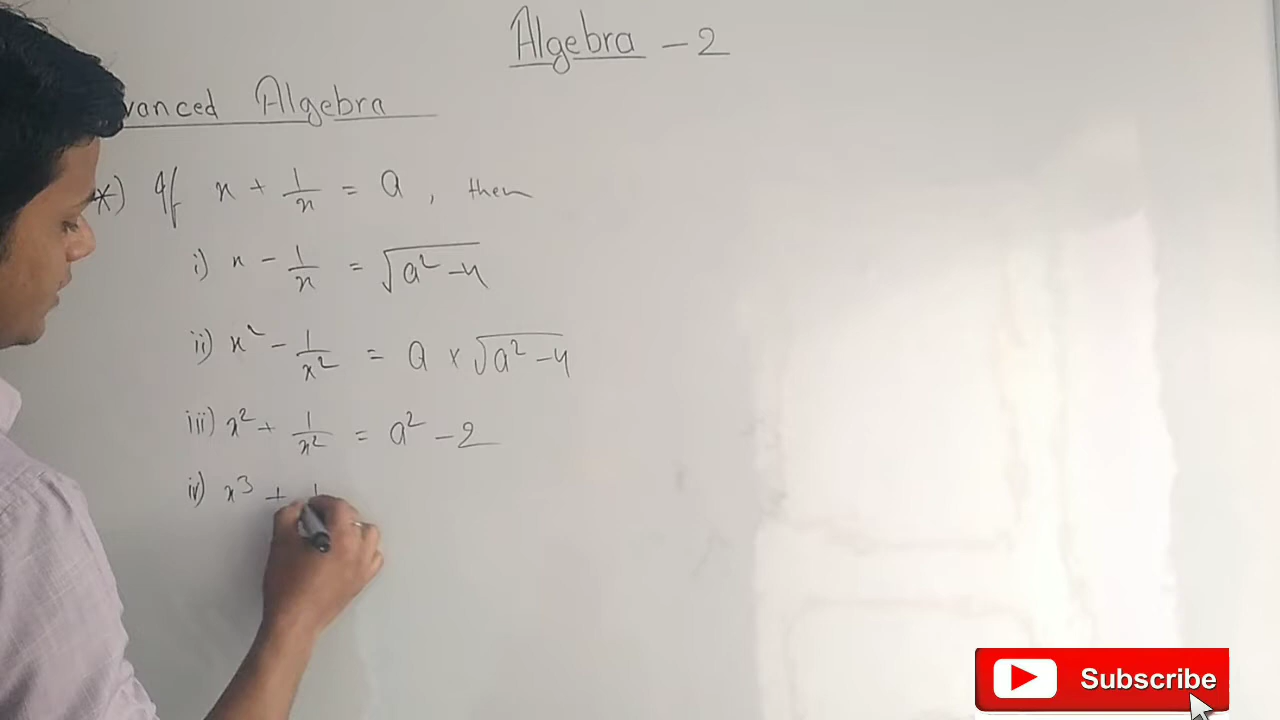 Algebra - 2
vanced Algebra
*) If x + 1/x = a, then
i) x - 1/x = √(a² - 4)
ii) x² - 1/x² = a × √(a² - 4)
iii) x² + 1/x² = a² - 2
iv) x³ + 1
Subscribe